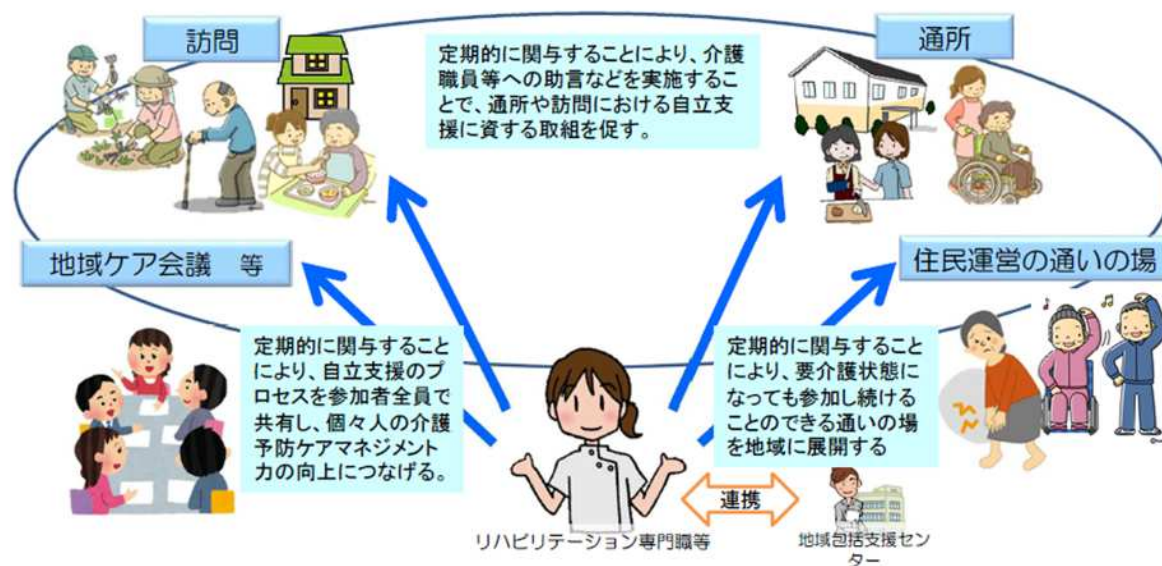 訪問
通所
定期的に関与することにより、介護
職員等への助言などを実施するこ
とで、通所や訪問における自立支
援に資する取組を促す。
地域ケア会議　等
住民運営の通いの場
定期的に関与すること
により、自立支援のプ
ロセスを参加者全員で
共有し、個々人の介護
予防ケアマネジメント
力の向上につなげる。
定期的に関与すること
により、要介護状態に
なっても参加し続ける
ことのできる通いの場
を地域に展開する
連携
リハビリテーション専門職等
地域包括支援セン
ター